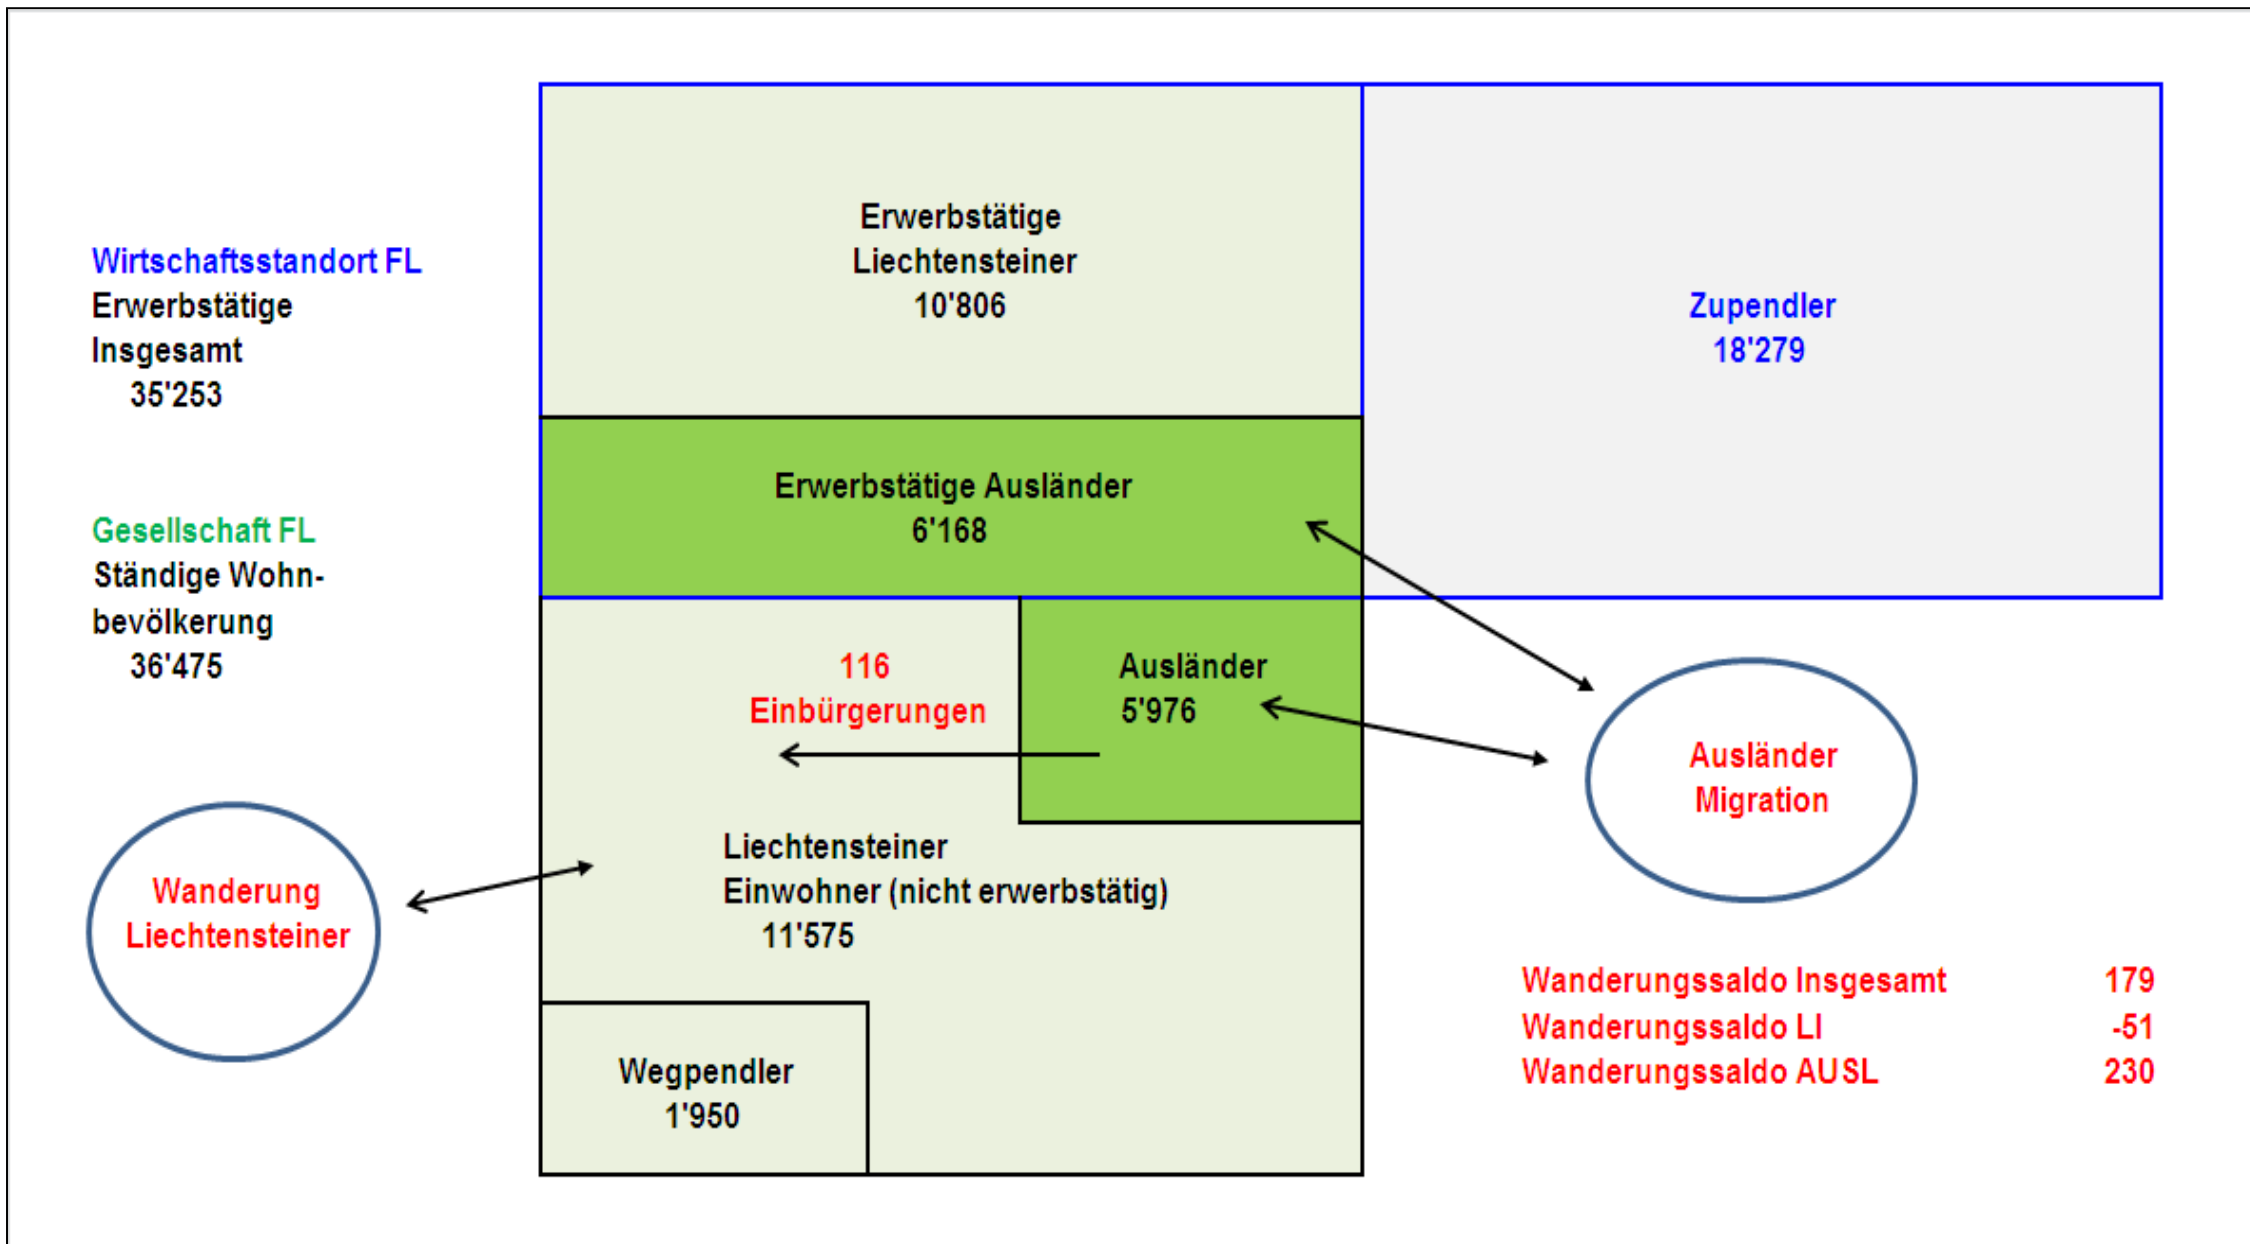 Wirtschaftsstandort FL
Erwerbstätige
Insgesamt
35'253
Gesellschaft FL
Ständige Wohn-
bevölkerung
36'475
Erwerbstätige
Liechtensteiner
10'806
Zupendler
18'279
Erwerbstätige Ausländer
6'168
116
Einbürgerungen
Ausländer
5'976
Liechtensteiner
Einwohner (nicht erwerbstätig)
11'575
Wegpendler
1'950
Wanderung
Liechtensteiner
Ausländer
Migration
Wanderungssaldo Insgesamt 179
Wanderungssaldo LI -51
Wanderungssaldo AUSL 230